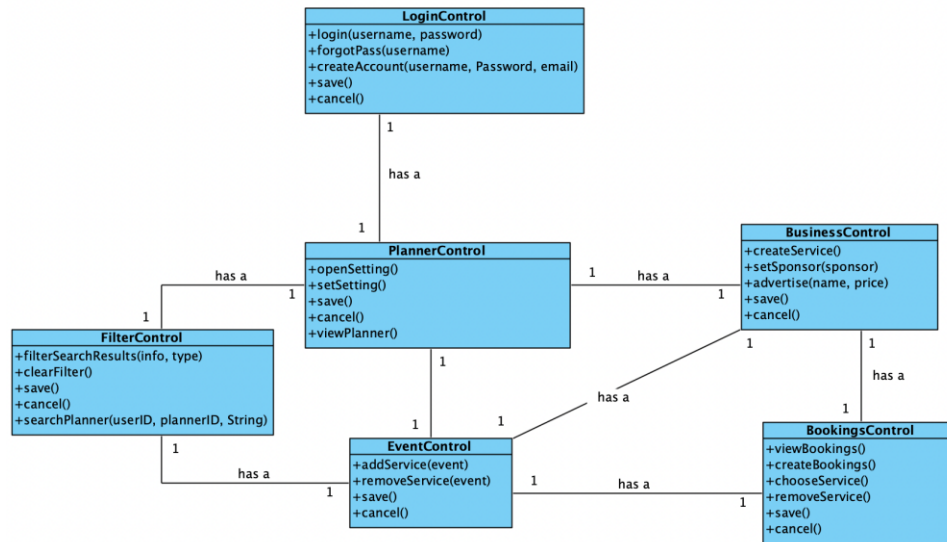 LoginControl
+login(username, password)
+forgotPass(username)
+createAccount(username, Password, email)
+save()
+cancel()
1
has a
1
PlannerControl
+openSetting()
+setSetting()
+save()
+cancel()
+viewPlanner()
BusinessControl
+createService()
+setSponsor(sponsor)
+advertise(name, price)
+save()
+cancel()
has a
1
1
1
has a
1
FilterControl
+filterSearchResults(info, type)
+clearFilter()
+save()
+cancel()
+searchPlanner(userID, plannerID, String)
1
1
1
has a
1
1
has a
1
1
has a
1
EventControl
+addService(event)
+removeService(event)
+save()
+cancel()
BookingsControl
+viewBookings()
+createBookings()
+chooseService()
+removeService()
+save()
+cancel()
1
has a
1